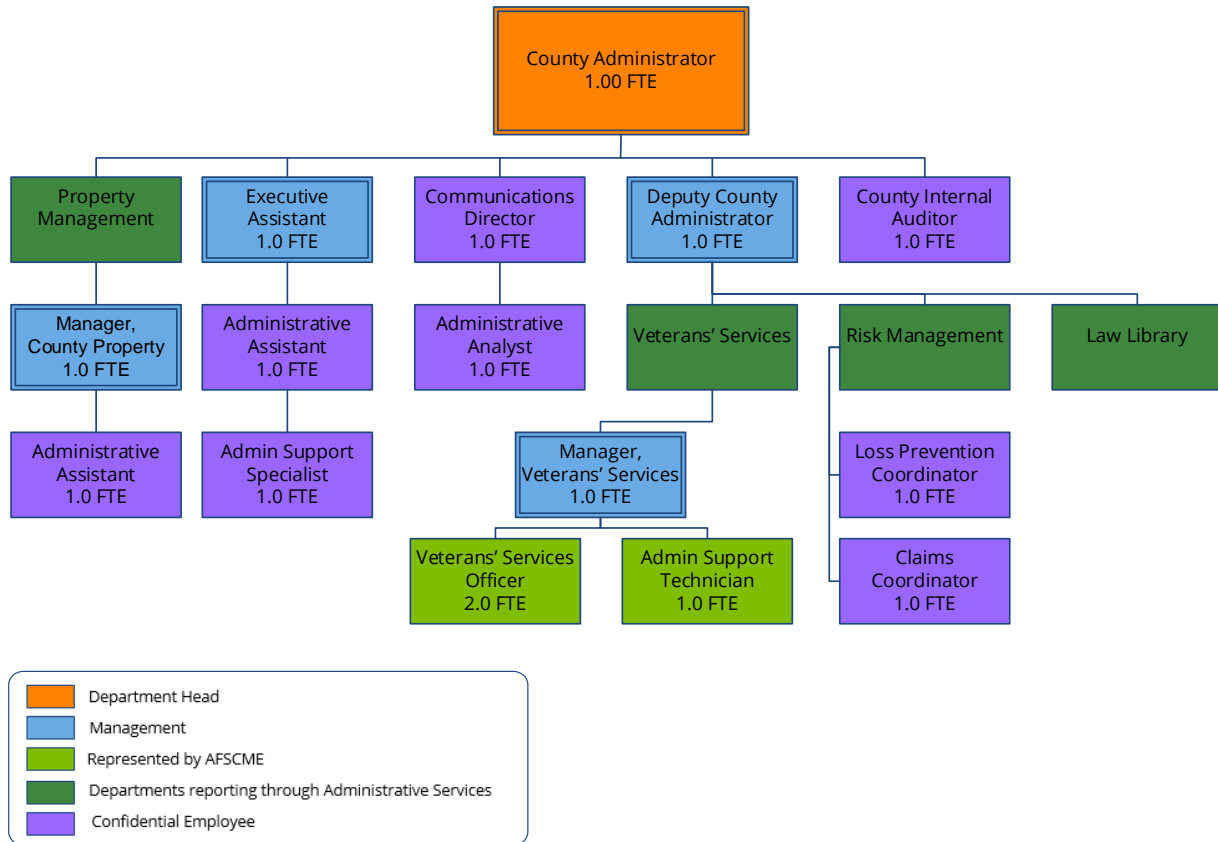 County Administrator
1.00 FTE
Property
Management
Executive
Assistant
1.0 FTE
Communications
Director
1.0 FTE
Deputy County
Administrator
1.0 FTE
County Internal
Auditor
1.0 FTE
Manager,
County Property
1.0 FTE
Administrative
Assistant
1.0 FTE
Administrative
Analyst
1.0 FTE
Veterans’ Services
Risk Management
Law Library
Administrative
Assistant
1.0 FTE
Admin Support
Specialist
1.0 FTE
Manager,
Veterans’ Services
1.0 FTE
Loss Prevention
Coordinator
1.0 FTE
Veterans’ Services
Officer
2.0 FTE
Admin Support
Technician
1.0 FTE
Claims
Coordinator
1.0 FTE
Department Head
Management
Represented by AFSCME
Departments reporting through Administrative Services
Confidential Employee